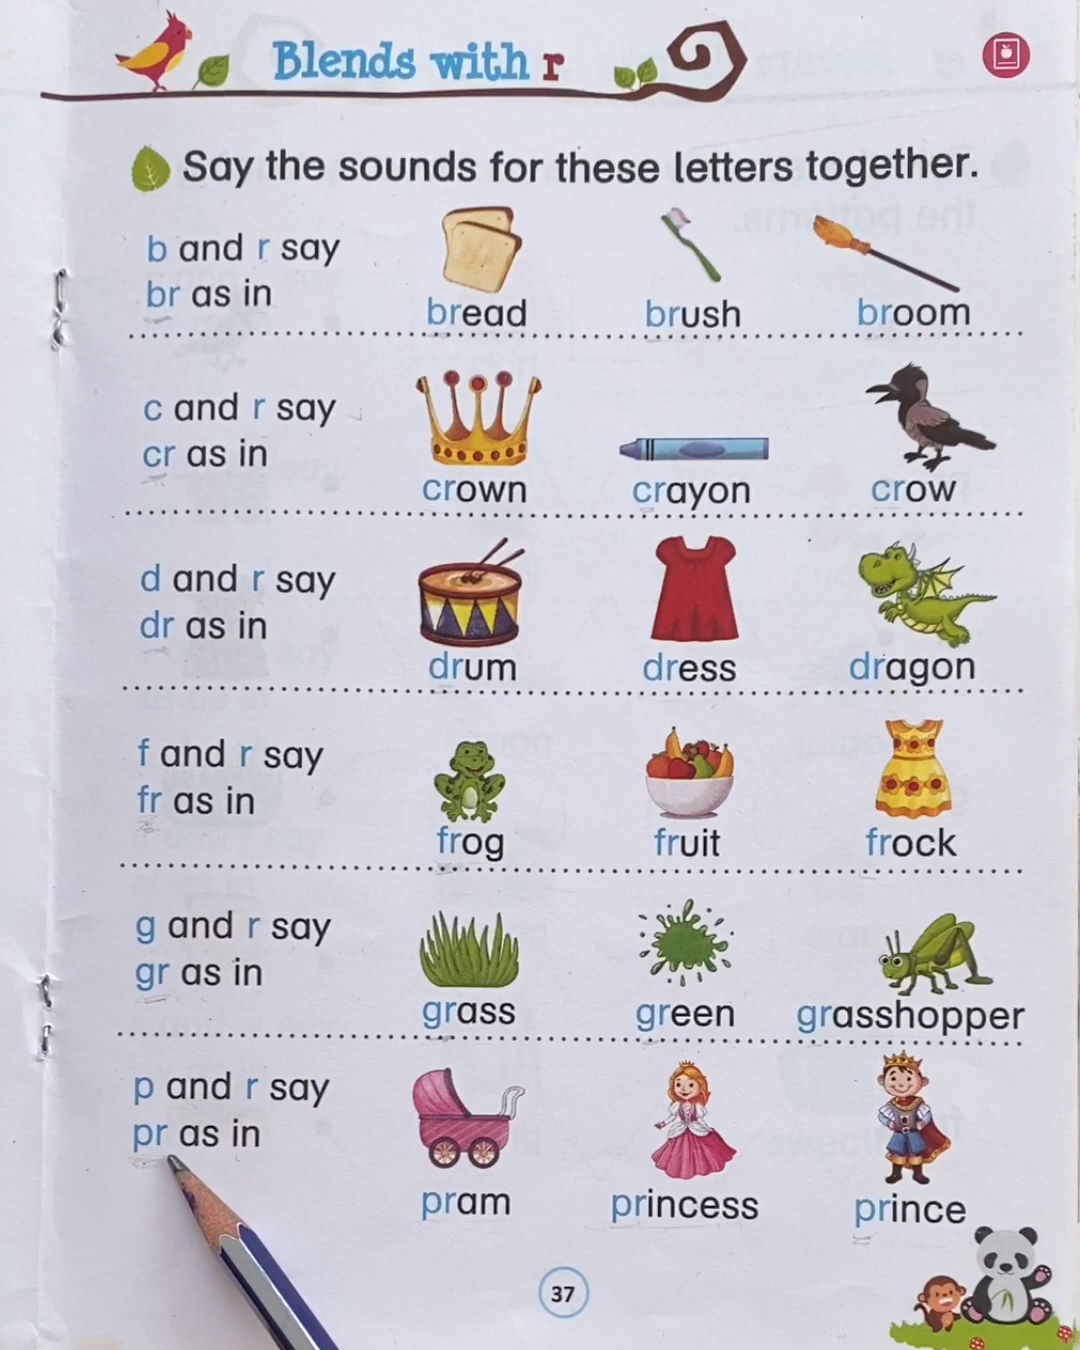 Blends with r
Say the sounds for these letters together.
b and r say
br as in
bread brush broom
c and r say
cr as in
crown crayon crow
d and r say
dr as in
drum dress dragon
f and r say
fr as in
frog fruit frock
g and r say
gr as in
grass green grasshopper
p and r say
pr as in
pram princess prince
37